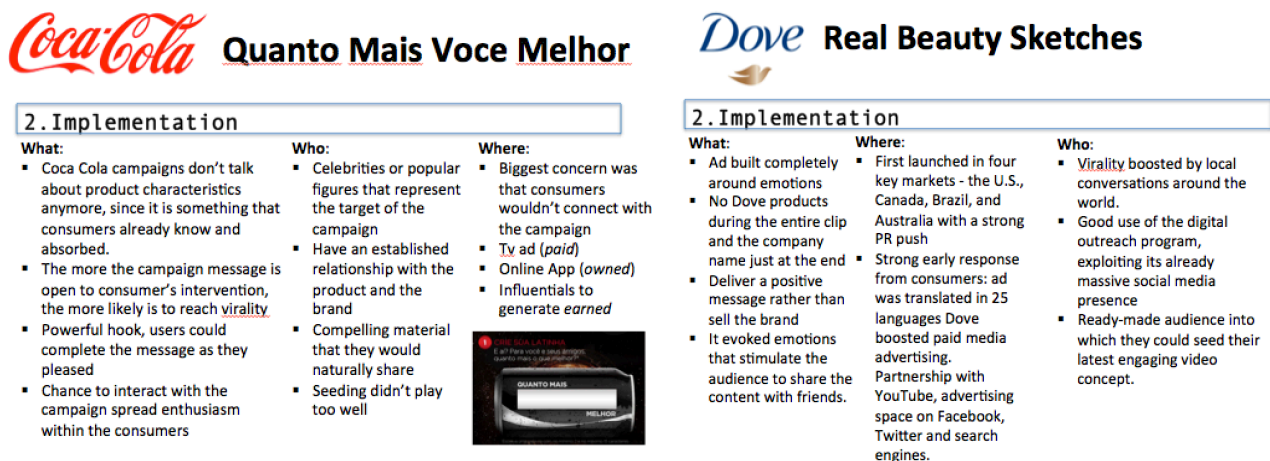 Coca-Cola
Quanto Mais Voce Melhor
2.Implementation
What:
Coca Cola campaigns don't talk
about product characteristics
anymore, since it is something that
consumers already know and
absorbed.
The more the campaign message is
open to consumer's intervention,
the more likely is to reach virality
Powerful hook, users could
complete the message as they
pleased
Chance to interact with the
campaign spread enthusiasm
within the consumers
Who:
Celebrities or popular
figures that represent
the target of the
campaign
Have an established
relationship with the
product and the
brand
Compelling material
that they would
naturally share
Seeding didn't play
too well
Where:
Biggest concern was
that consumers
wouldn't connect with
the campaign
Tv ad (paid)
Online App (owned)
Influentials to
generate earned
1 CRIE SUA LATINHA
E aí? Para você e seus amigos
quanto mais o que melhor?
QUANTO MAIS
MELHOR
Dove
Real Beauty Sketches
2.Implementation
What:
Ad built completely
around emotions
No Dove products
during the entire clip
and the company
name just at the end
Deliver a positive
message rather than
sell the brand
It evoked emotions
that stimulate the
audience to share the
content with friends.
Where:
First launched in four
key markets - the U.S.,
Canada, Brazil, and
Australia with a strong
PR push
Strong early response
from consumers: ad
was translated in 25
languages Dove
boosted paid media
advertising.
Partnership with
YouTube, advertising
space on Facebook,
Twitter and search
engines.
Who:
Virality boosted by local
conversations around the
world.
Good use of the digital
outreach program,
exploiting its already
massive social media
presence
Ready-made audience into
which they could seed their
latest engaging video
concept.